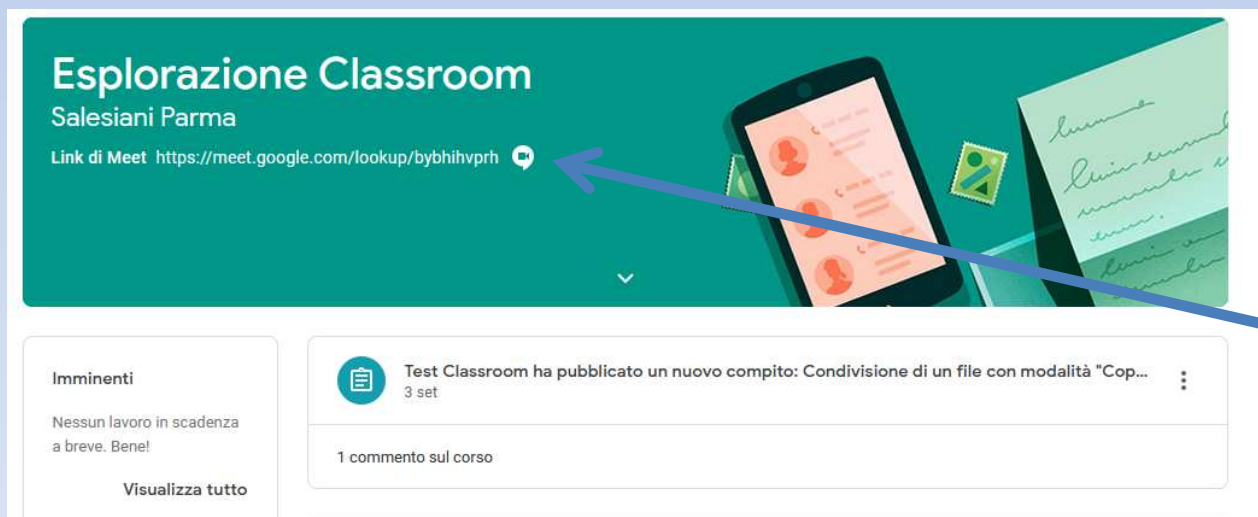 Esplorazione Classroom
Salesiani Parma
Link di Meet https://meet.google.com/lookup/bybhihvprh
Imminenti
Nessun lavoro in scadenza
a breve. Bene!
Visualizza tutto
Test Classroom ha pubblicato un nuovo compito: Condivisione di un file con modalità "Cop...
3 set
1 commento sul corso